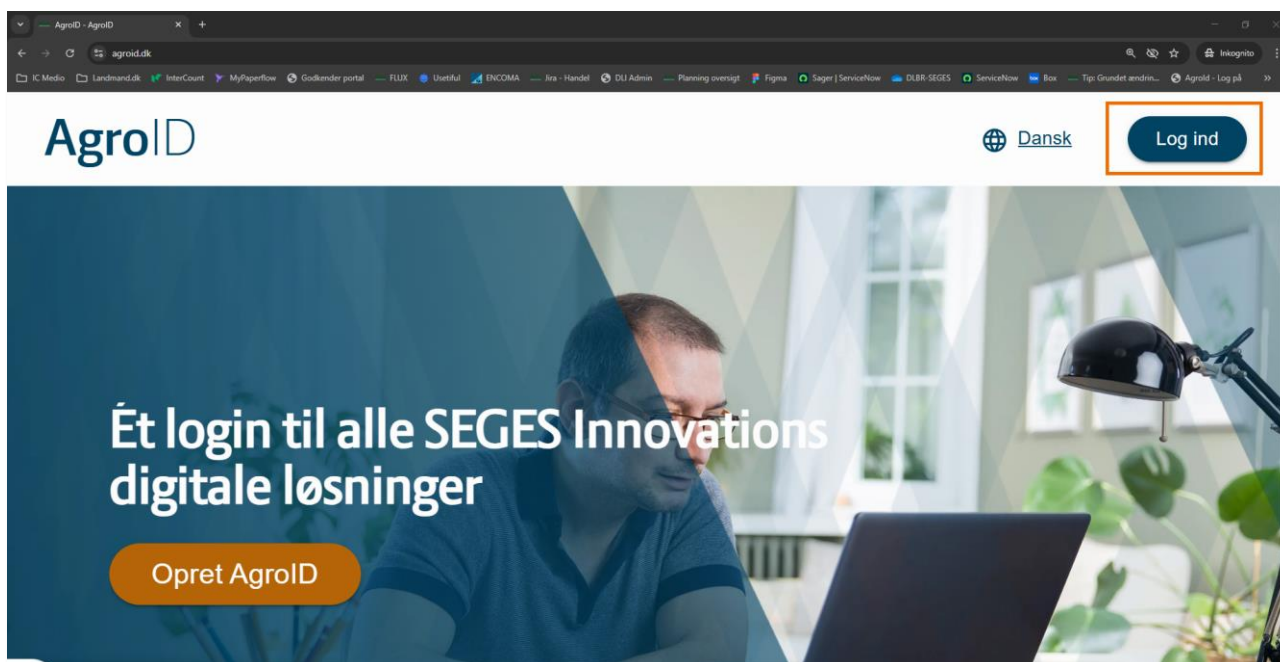 AgroID - AgroID
agroid.dk
Inkognito
IC Medio Landmand.dk InterCount MyPaperflow Godkender portal FLUX Usetiful ENCOMA Jira - Handel DLI Admin Planning oversigt Figma Sager | ServiceNow DLBR-SEGES ServiceNow Box Tip: Grundet ændrin... AgroId - Log på
AgroID
Dansk
Log ind
Ét login til alle SEGES Innovations
digitale løsninger
Opret AgroID